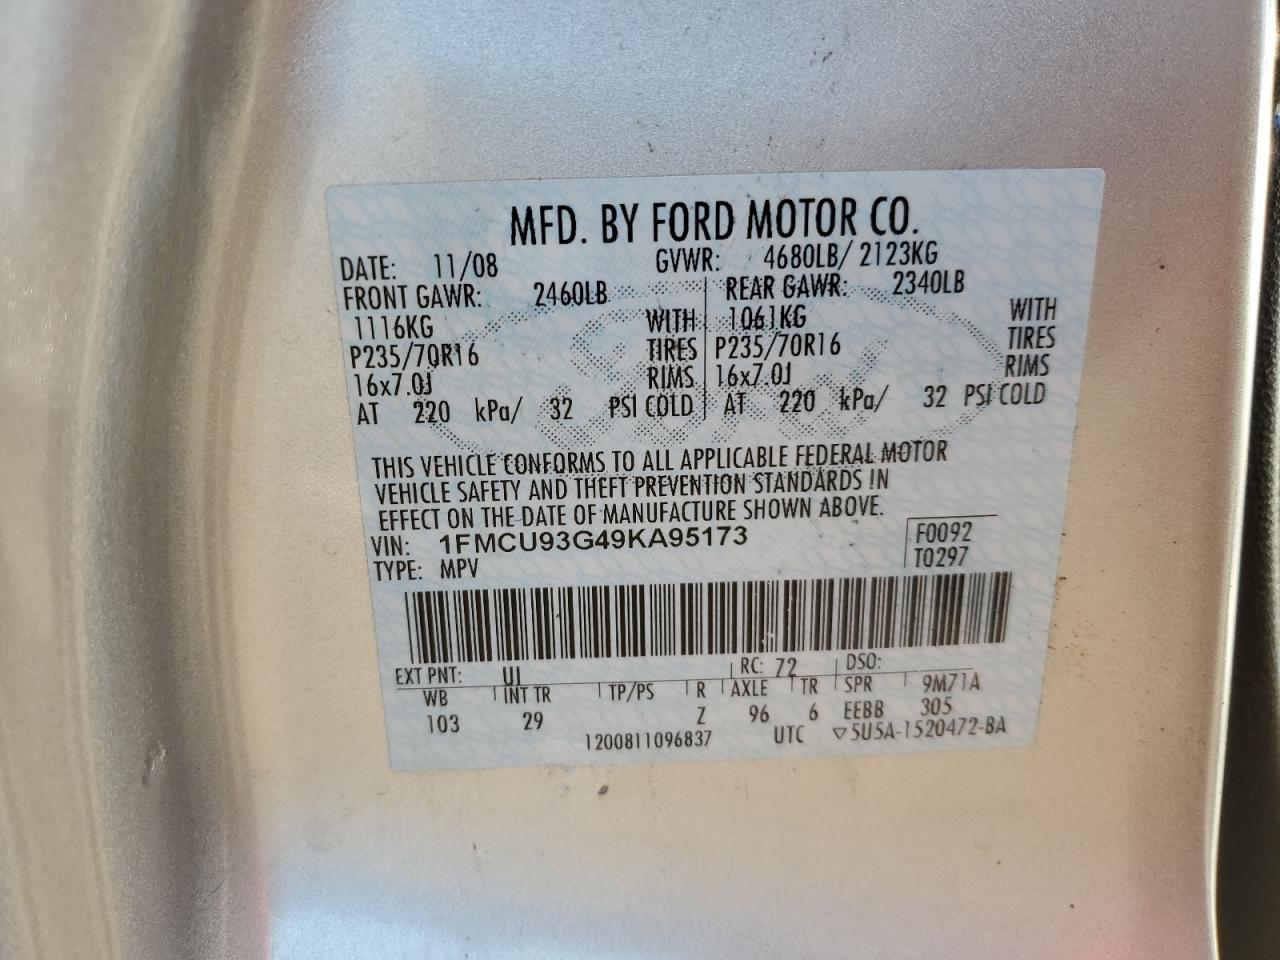 MFD. BY FORD MOTOR CO.
DATE: 11/08 GVWR: 4680LB/ 2123KG
FRONT GAWR: 2460LB REAR GAWR: 2340LB
1116KG WITH 1061KG WITH
P235/70R16 TIRES P235/70R16 TIRES
16x7.0J RIMS 16x7.0J RIMS
AT 220 kPa/ 32 PSI COLD AT 220 kPa/ 32 PSI COLD
THIS VEHICLE CONFORMS TO ALL APPLICABLE FEDERAL MOTOR
VEHICLE SAFETY AND THEFT PREVENTION STANDARDS IN
EFFECT ON THE DATE OF MANUFACTURE SHOWN ABOVE.
VIN: 1FMCU93G49KA95173 F0092
TYPE: MPV T0297
EXT PNT: UI RC: 72 DSO:
WB INT TR TP/PS R AXLE TR SPR 9M71A
103 29 Z 96 6 EEBB 305
1200811096837 UTC ▽5U5A-1520472-BA